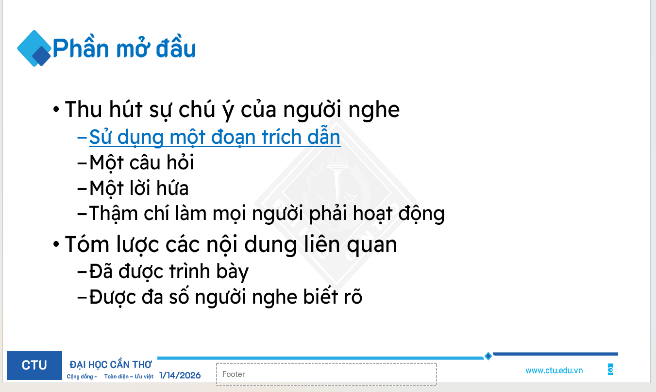 Phần mở đầu
• Thu hút sự chú ý của người nghe
–Sử dụng một đoạn trích dẫn
–Một câu hỏi
–Một lời hứa
–Thậm chí làm mọi người phải hoạt động
• Tóm lược các nội dung liên quan
–Đã được trình bày
–Được đa số người nghe biết rõ
CTU
ĐẠI HỌC CẦN THƠ
Cộng đồng - Toàn diện – Ưu việt
1/14/2026
Footer
www.ctu.edu.vn
3